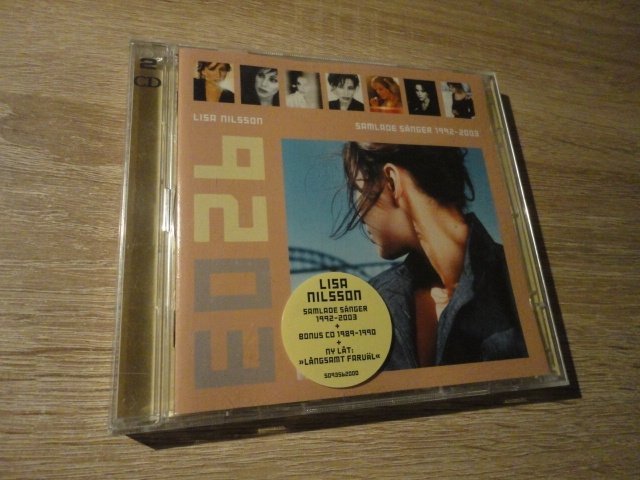 2
CD
LISA NILSSON
SAMLADE SÅNGER 1992-2003
92
03
LISA
NILSSON
SAMLADE SÅNGER
1992-2003
+
BONUS CD 1989-1990
+
NY LÅT:
»LÅNGSAMT FARVÄL«
5093562000